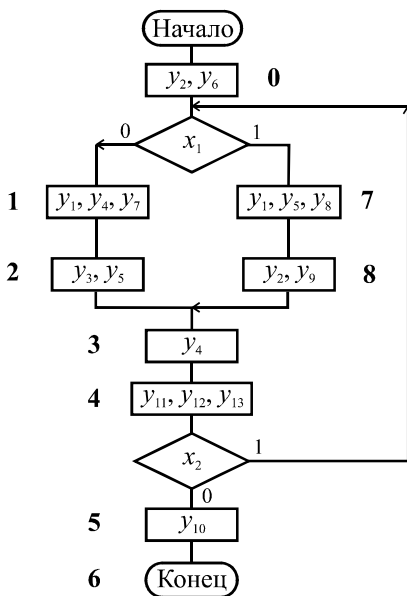 Начало
y₂, y₆ 0
0 x₁ 1
1 y₁, y₄, y₇ y₁, y₅, y₈ 7
2 y₃, y₅ y₂, y₉ 8
3 y₄
4 y₁₁, y₁₂, y₁₃
x₂ 1
0
5 y₁₀
6 Конец